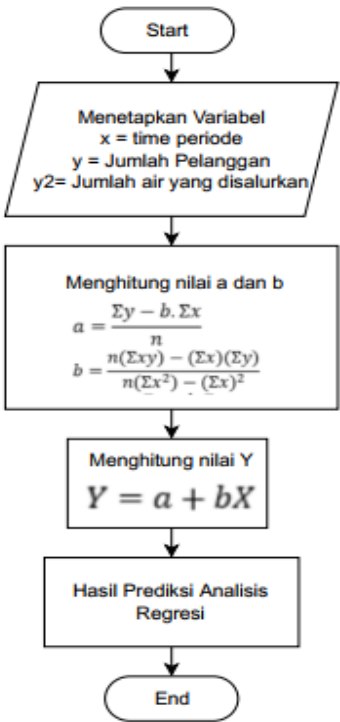 Start
Menetapkan Variabel
x = time periode
y = Jumlah Pelanggan
y2= Jumlah air yang disalurkan
Menghitung nilai a dan b
a = (Σy − b. Σx) / n
b = (n(Σxy) − (Σx)(Σy)) / (n(Σx²) − (Σx)²)
Menghitung nilai Y
Y = a + bX
Hasil Prediksi Analisis
Regresi
End